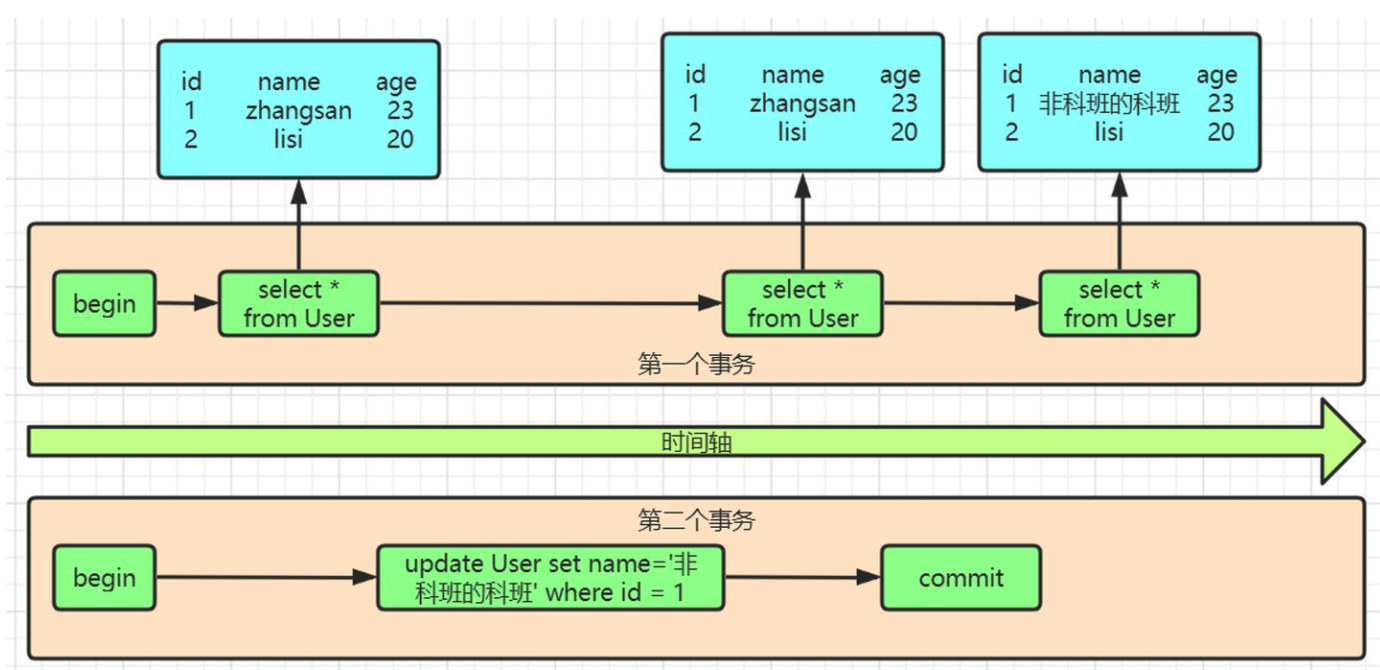 id name age
1 zhangsan 23
2 lisi 20
id name age
1 zhangsan 23
2 lisi 20
id name age
1 非科班的科班 23
2 lisi 20
begin
select *
from User
select *
from User
select *
from User
第一个事务
时间轴
第二个事务
begin
update User set name='非
科班的科班' where id = 1
commit